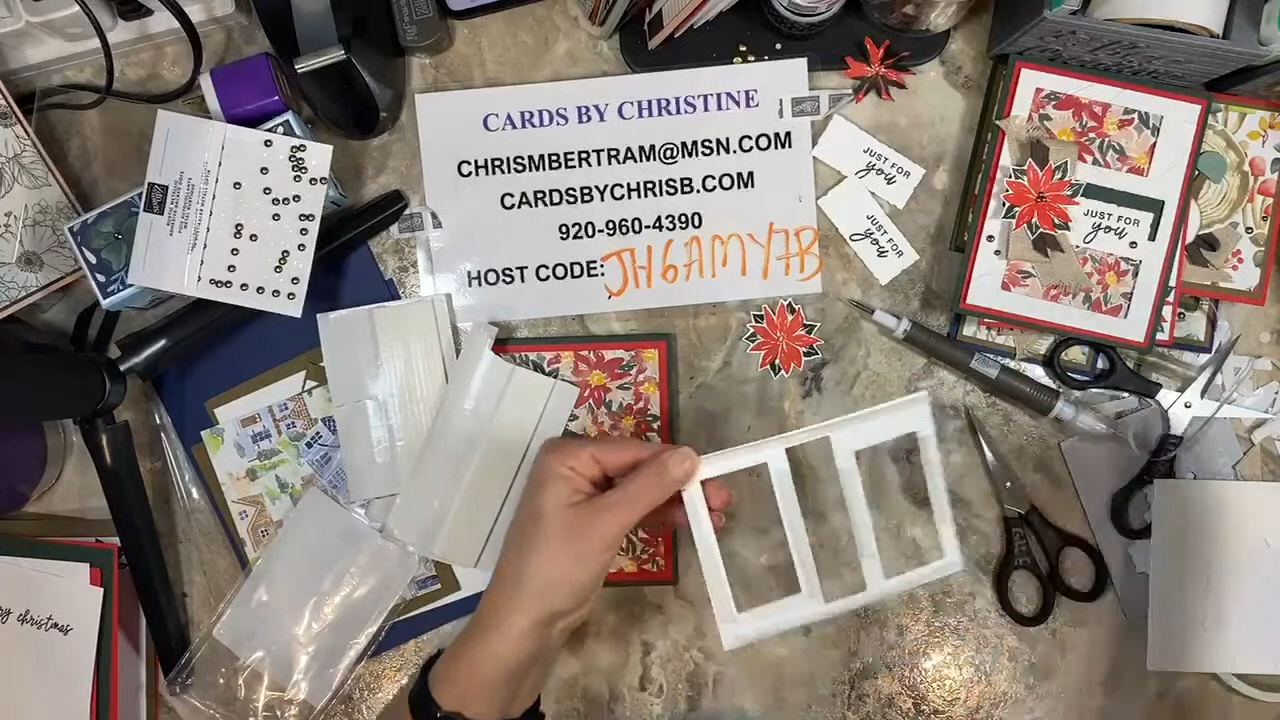 CARDS BY CHRISTINE
CHRISMBERTRAM@MSN.COM
CARDSBYCHRISB.COM
920-960-4390
HOST CODE: JH6AMY7B
JUST FOR
you
JUST FOR
you
JUST FOR
you
christmas